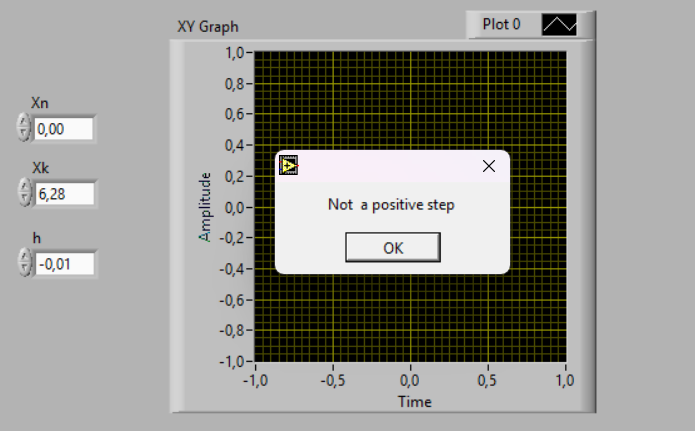 XY Graph
Plot 0
Xn
0,00
Xk
6,28
h
-0,01
Amplitude
1,0
0,8
0,6
0,4
0,2
0,0
-0,2
-0,4
-0,6
-0,8
-1,0
Not a positive step
OK
-1,0 -0,5 0,0 0,5 1,0
Time